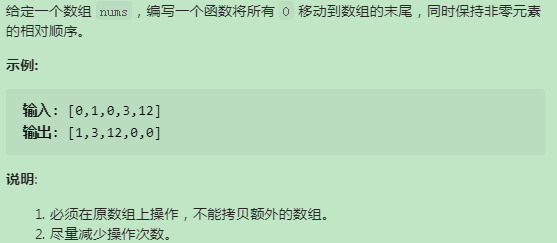 给定一个数组 nums，编写一个函数将所有 0 移动到数组的末尾，同时保持非零元素
的相对顺序。
示例:
输入: [0,1,0,3,12]
输出: [1,3,12,0,0]
说明:
1. 必须在原数组上操作，不能拷贝额外的数组。
2. 尽量减少操作次数。